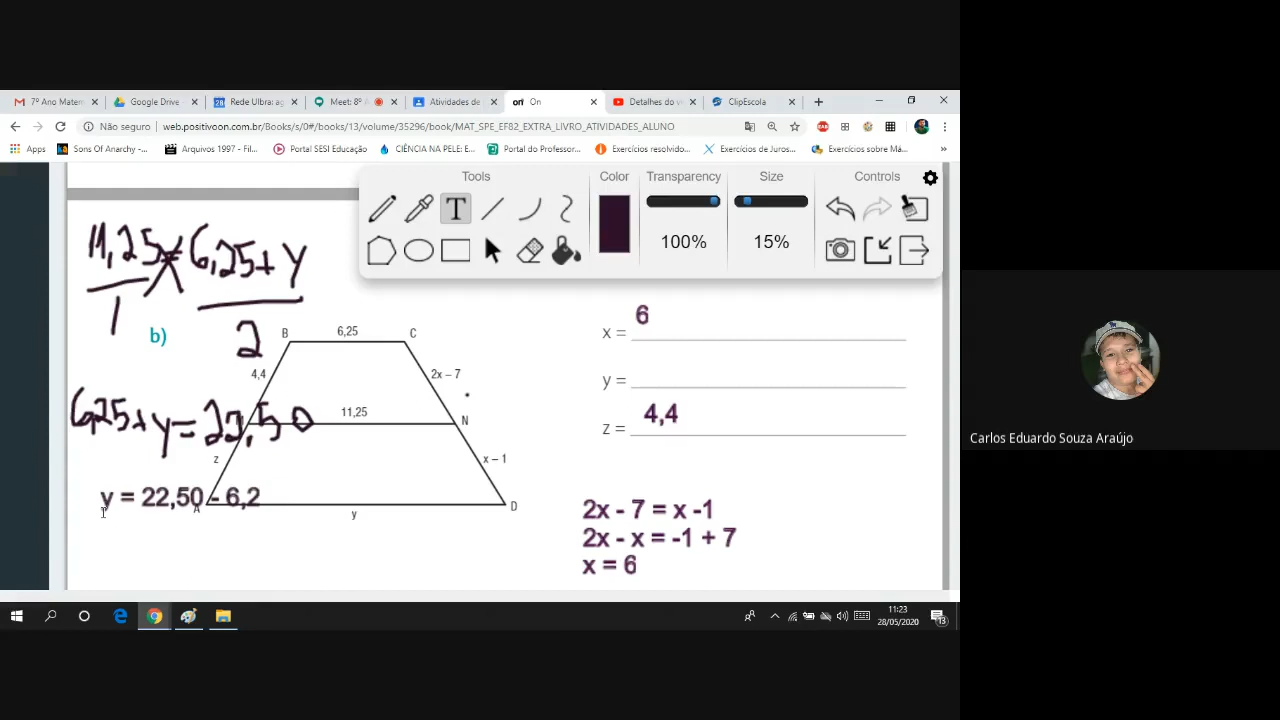 7º Ano Matem
Google Drive
Rede Ulbra: ag
Meet: 8º A
Atividades de
On
Detalhes do v
ClipEscola
Não seguro
web.positivoon.com.br/Books/s/0#/books/13/volume/35296/book/MAT_SPE_EF82_EXTRA_LIVRO_ATIVIDADES_ALUNO
Apps
Sons Of Anarchy -...
Arquivos 1997 - Fil...
Portal SESI Educação
CIÊNCIA NA PELE: E...
Portal do Professor...
Exercícios resolvido...
Exercícios de Juros...
Exercícios sobre Má...
Tools
Color
Transparency
Size
Controls
100%
15%
11,25 = 6,25 + y
1
2
b)
B
6,25
C
4,4
2x – 7
11,25
N
z
x – 1
A
y
D
6,25 + y = 22,50
y = 22,50 - 6,2
x = 6
y =
z = 4,4
2x - 7 = x -1
2x - x = -1 + 7
x = 6
Carlos Eduardo Souza Araújo
11:23
28/05/2020
13